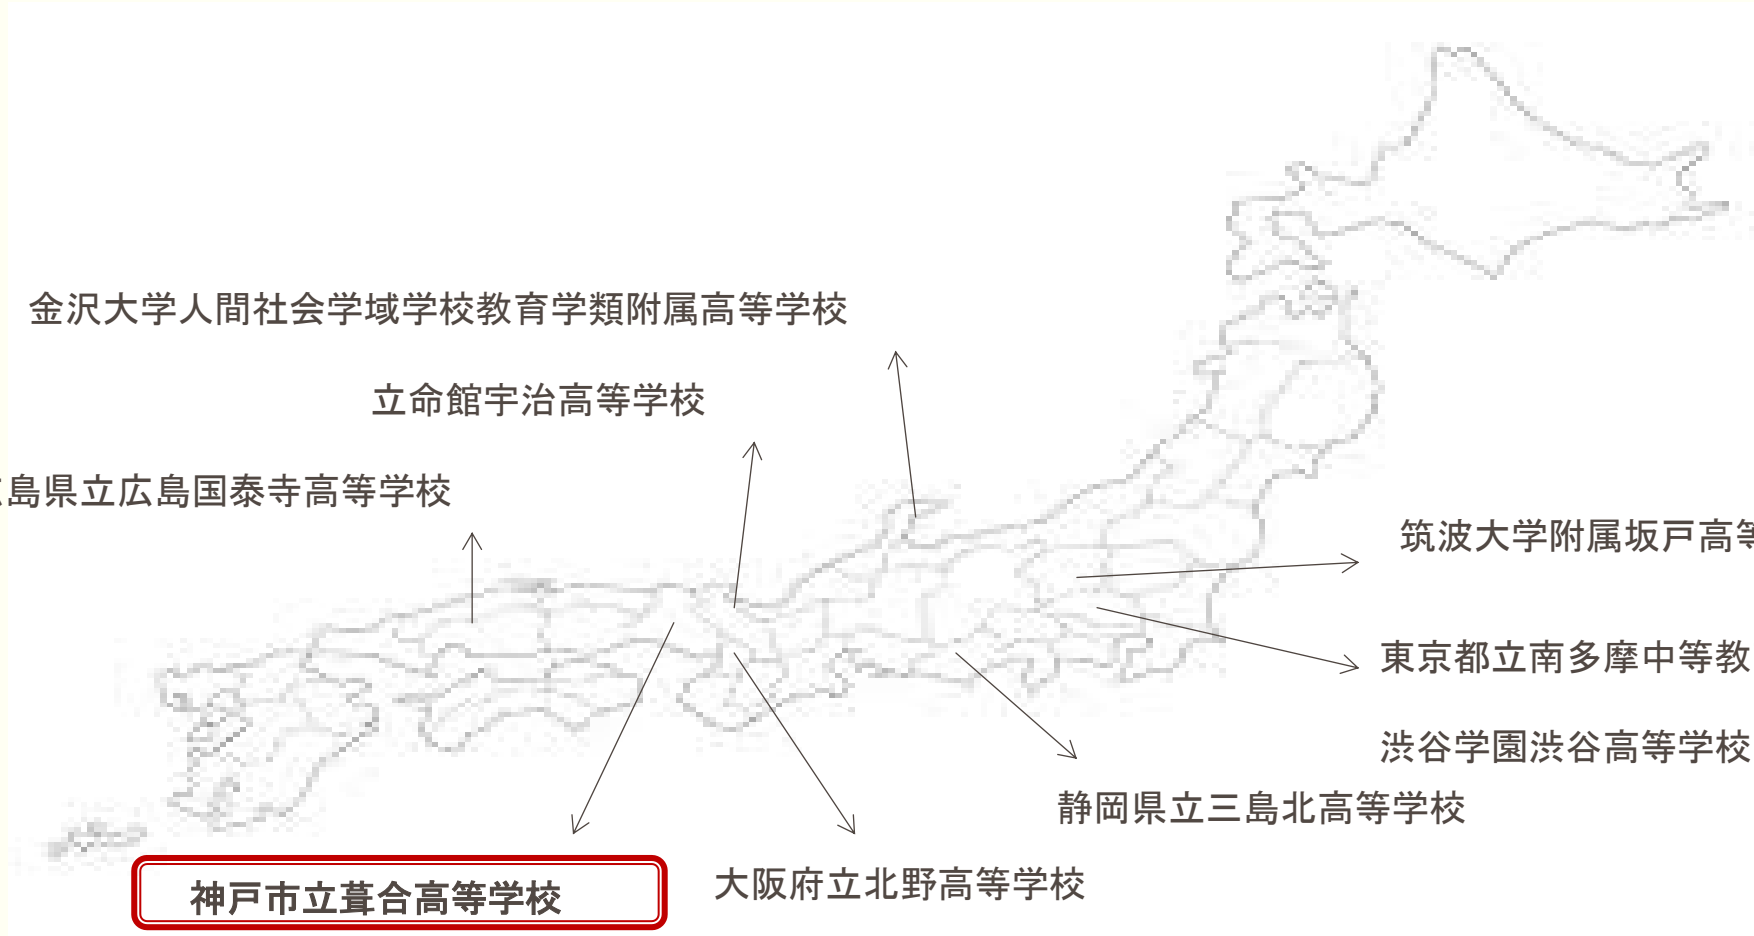 金沢大学人間社会学域学校教育学類附属高等学校
立命館宇治高等学校
島県立広島国泰寺高等学校
筑波大学附属坂戸高等
東京都立南多摩中等教
渋谷学園渋谷高等学校
静岡県立三島北高等学校
大阪府立北野高等学校
神戸市立葺合高等学校